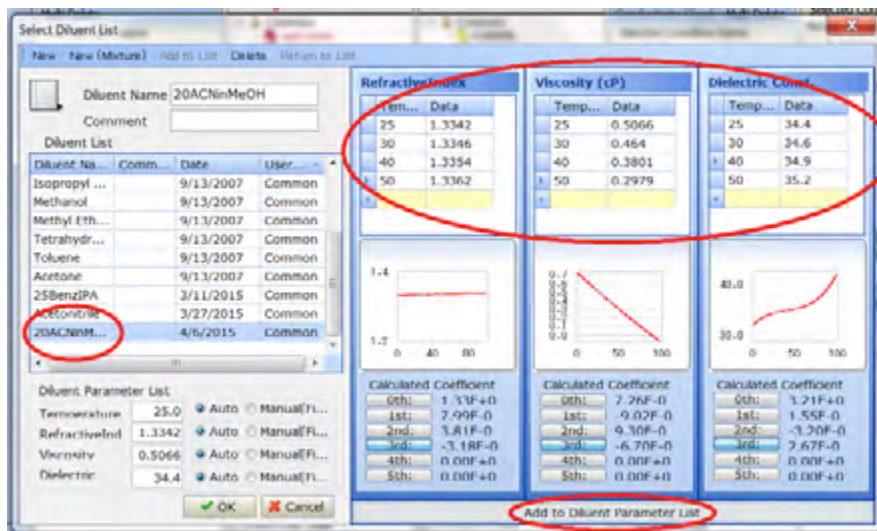 Select Diluent List
New New (Mixture) Add to List Delete Return to List
Diluent Name 20ACNinMeOH
Comment
Diluent List
Diluent Na... Comm... Date User...
Isopropyl ... 9/13/2007 Common
Methanol 9/13/2007 Common
Methyl Eth... 9/13/2007 Common
Tetrahydr... 9/13/2007 Common
Toluene 9/13/2007 Common
Acetone 9/13/2007 Common
25BenzIPA 3/11/2015 Common
Acetonitrile 3/27/2015 Common
20ACNinM... 4/6/2015 Common
Diluent Parameter List
Temperature 25.0 Auto Manual(Fi...
RefractiveInd 1.3342 Auto Manual(Fi...
Viscosity 0.5066 Auto Manual(Fi...
Dielectric 34.4 Auto Manual(Fi...
OK Cancel
RefractiveIndex
Tem... Data
25 1.3342
30 1.3346
40 1.3354
50 1.3362
1.4
1.2
0 40 80
Calculated Coefficient
0th: 1.33E+0
1st: 7.99E-0
2nd: 3.81E-0
3rd: -3.18E-0
4th: 0.00E+0
5th: 0.00E+0
Viscosity (cP)
Temp... Data
25 0.5066
30 0.464
40 0.3801
50 0.2979
0 50 100
Calculated Coefficient
0th: 7.26E-0
1st: -9.02E-0
2nd: 9.30E-0
3rd: -6.70E-0
4th: 0.00E+0
5th: 0.00E+0
Dielectric Const.
Temp... Data
25 34.4
30 34.6
40 34.9
50 35.2
40.0
30.0
0 50 100
Calculated Coefficient
0th: 3.21E+0
1st: 1.55E-0
2nd: -3.20E-0
3rd: 2.67E-0
4th: 0.00E+0
5th: 0.00E+0
Add to Diluent Parameter List